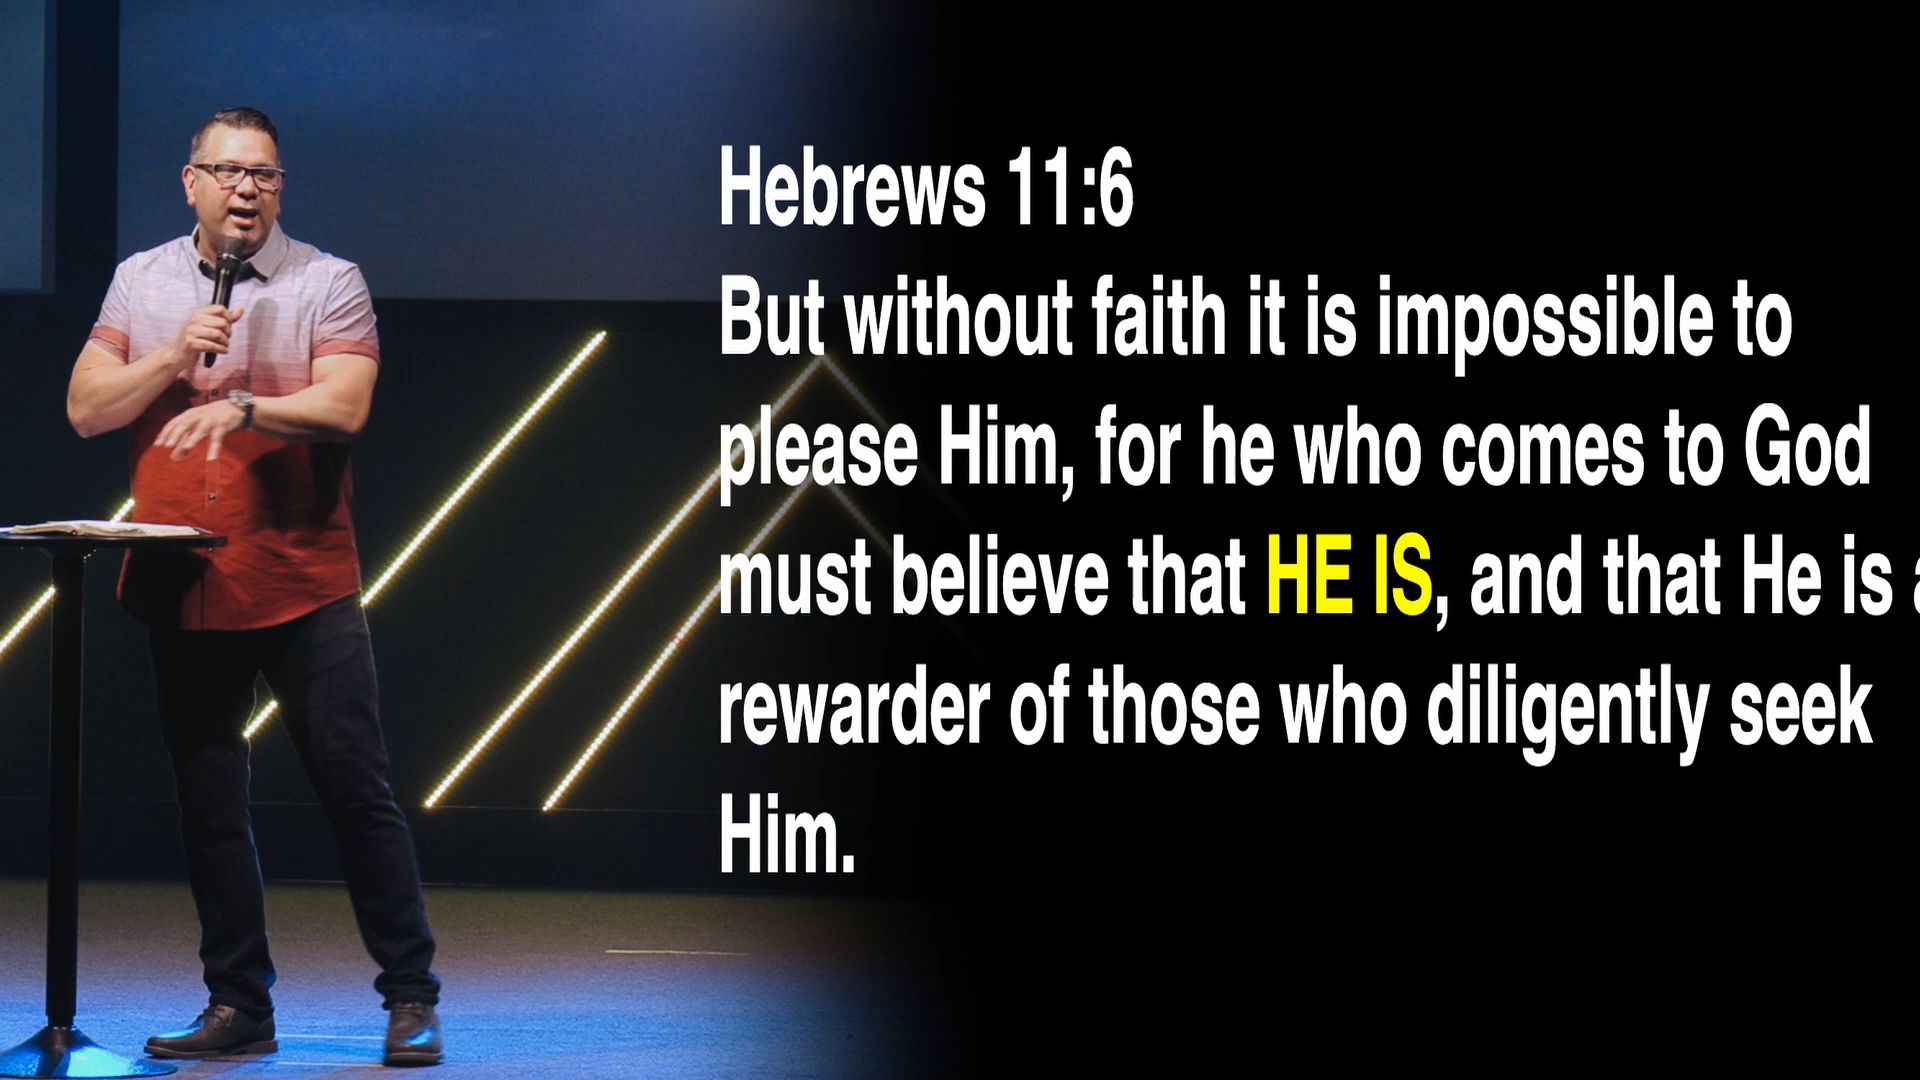 Hebrews 11:6
But without faith it is impossible to
please Him, for he who comes to God
must believe that HE IS, and that He is a
rewarder of those who diligently seek
Him.